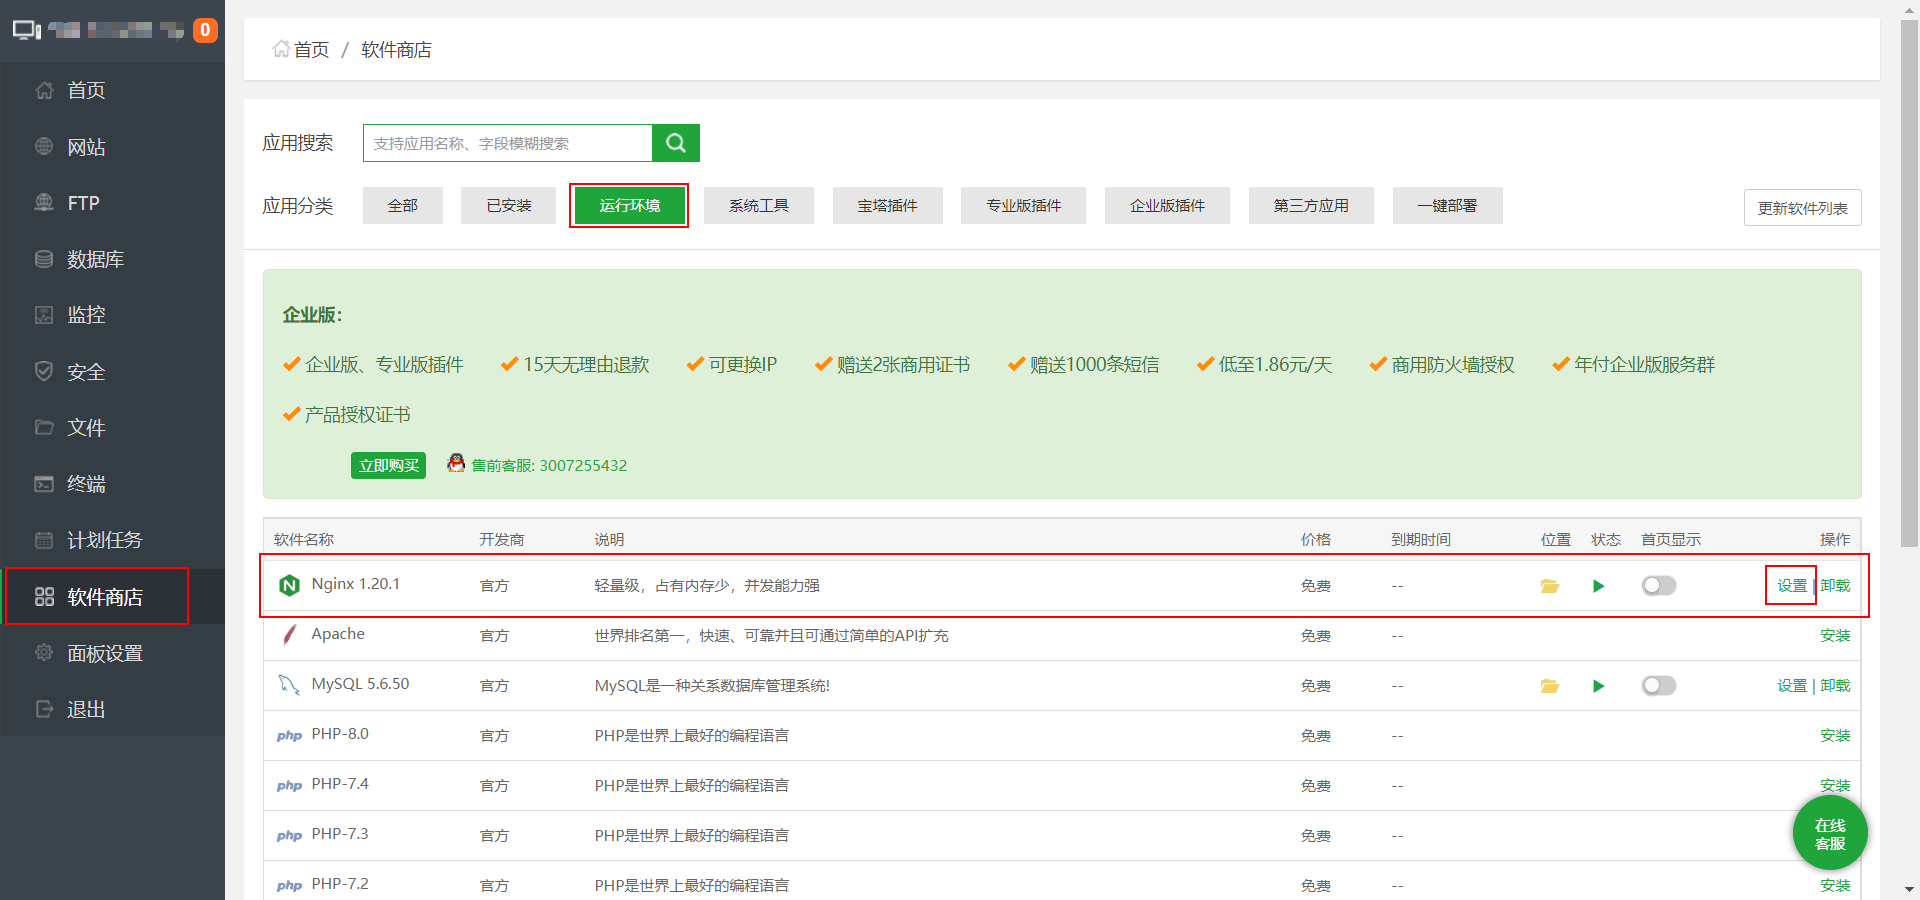 0
首页
网站
FTP
数据库
监控
安全
文件
终端
计划任务
软件商店
面板设置
退出
首页 / 软件商店
应用搜索 支持应用名称、字段模糊搜索
应用分类 全部 已安装 运行环境 系统工具 宝塔插件 专业版插件 企业版插件 第三方应用 一键部署 更新软件列表
企业版:
企业版、专业版插件 15天无理由退款 可更换IP 赠送2张商用证书 赠送1000条短信 低至1.86元/天 商用防火墙授权 年付企业版服务群
产品授权证书
立即购买 售前客服: 3007255432
软件名称 开发商 说明 价格 到期时间 位置 状态 首页显示 操作
Nginx 1.20.1 官方 轻量级，占有内存少，并发能力强 免费 -- 设置 | 卸载
Apache 官方 世界排名第一，快速、可靠并且可通过简单的API扩充 免费 -- 安装
MySQL 5.6.50 官方 MySQL是一种关系数据库管理系统! 免费 -- 设置 | 卸载
php PHP-8.0 官方 PHP是世界上最好的编程语言 免费 -- 安装
php PHP-7.4 官方 PHP是世界上最好的编程语言 免费 -- 安装
php PHP-7.3 官方 PHP是世界上最好的编程语言 免费 --
在线
客服
php PHP-7.2 官方 PHP是世界上最好的编程语言 免费 -- 安装